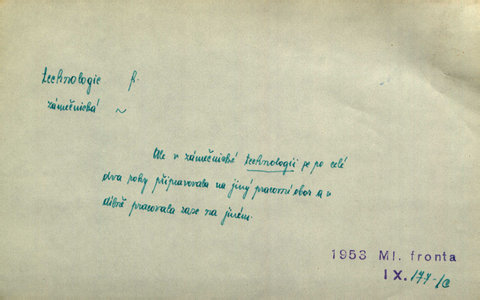 technologie f.
zámečnická ~
Ale v zámečnické technologii se po celé
dva roky připravovala na jiný pracovní obor a v
dílně pracovala zase na jiném.
1953 Ml. fronta
IX. 177-